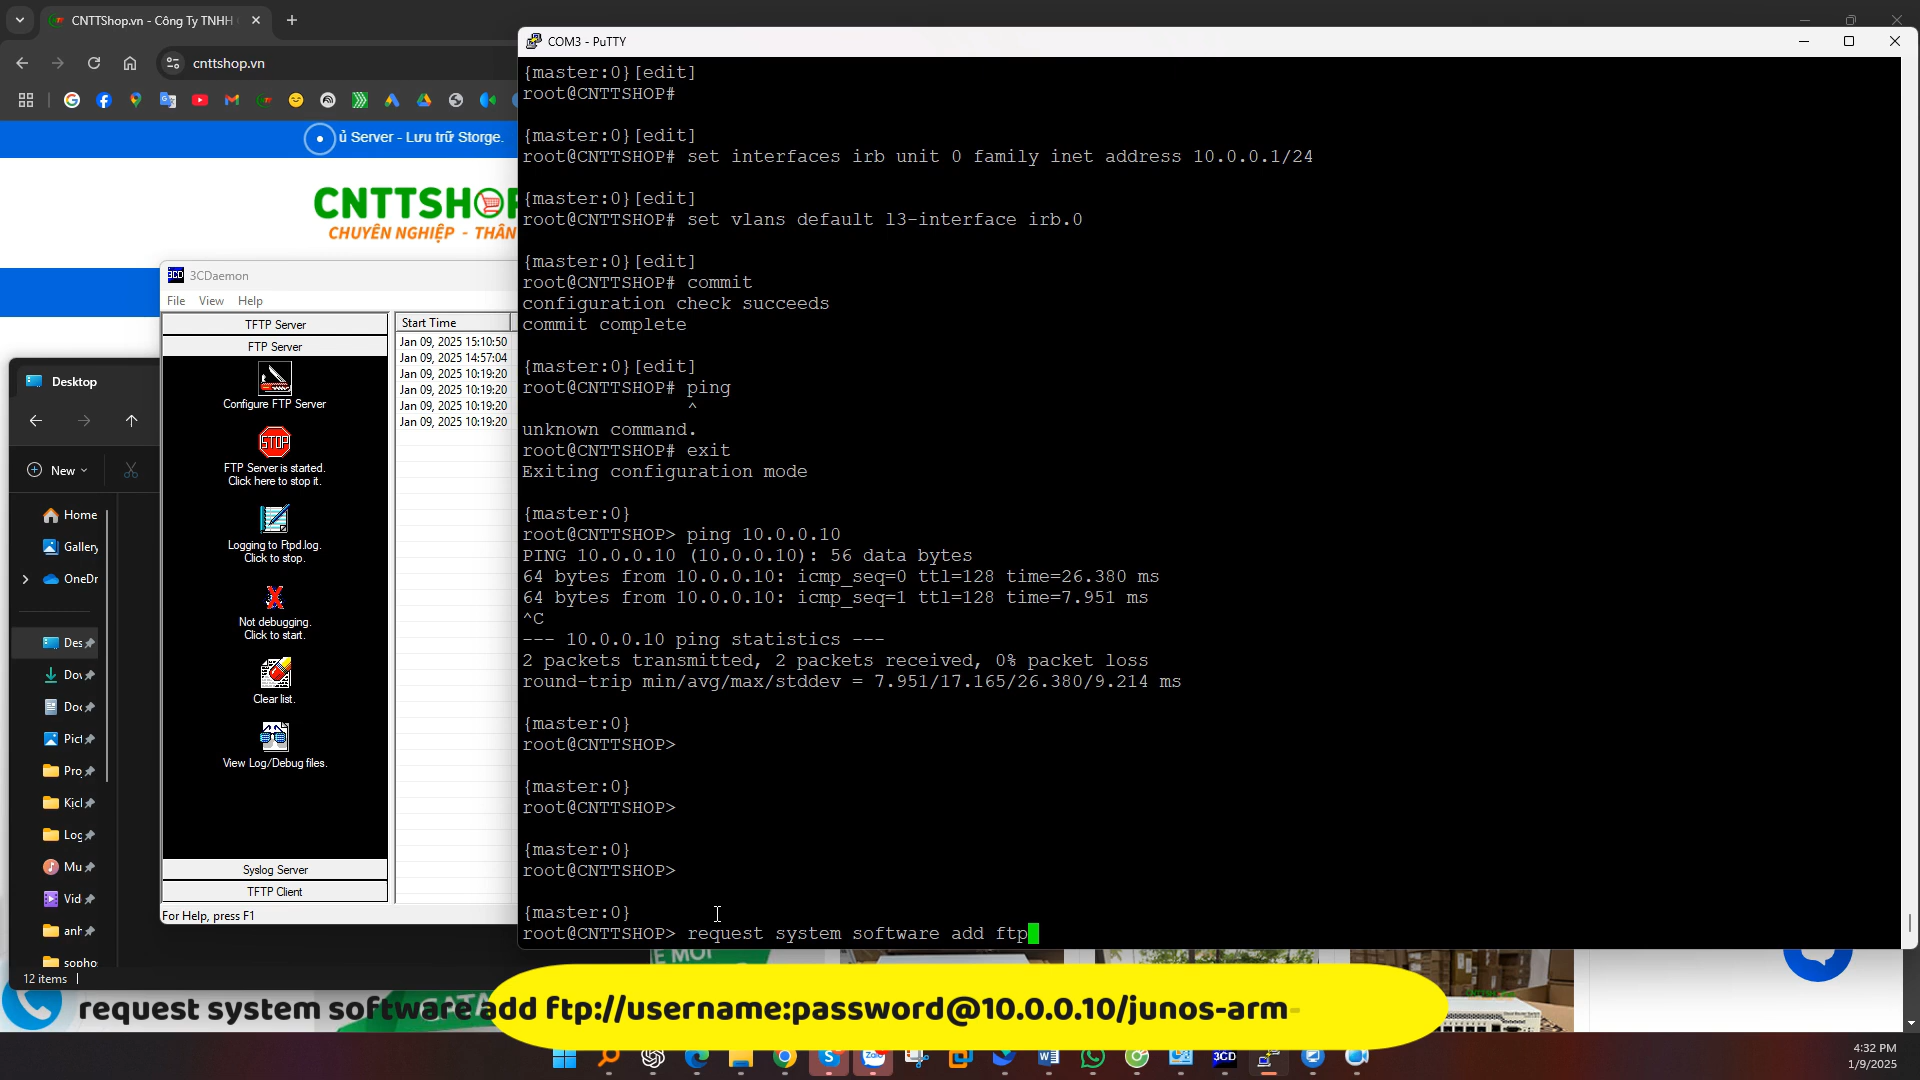 CNTTShop.vn - Công Ty TNHH
cnttshop.vn
ủ Server - Lưu trữ Storge.
CNTTSHOP
CHUYÊN NGHIỆP - THÂN
COM3 - PuTTY
{master:0}[edit]
root@CNTTSHOP#
{master:0}[edit]
root@CNTTSHOP# set interfaces irb unit 0 family inet address 10.0.0.1/24
{master:0}[edit]
root@CNTTSHOP# set vlans default l3-interface irb.0
{master:0}[edit]
root@CNTTSHOP# commit
configuration check succeeds
commit complete
{master:0}[edit]
root@CNTTSHOP# ping
^
unknown command.
root@CNTTSHOP# exit
Exiting configuration mode
{master:0}
root@CNTTSHOP> ping 10.0.0.10
PING 10.0.0.10 (10.0.0.10): 56 data bytes
64 bytes from 10.0.0.10: icmp_seq=0 ttl=128 time=26.380 ms
64 bytes from 10.0.0.10: icmp_seq=1 ttl=128 time=7.951 ms
^C
--- 10.0.0.10 ping statistics ---
2 packets transmitted, 2 packets received, 0% packet loss
round-trip min/avg/max/stddev = 7.951/17.165/26.380/9.214 ms
{master:0}
root@CNTTSHOP>
{master:0}
root@CNTTSHOP>
{master:0}
root@CNTTSHOP>
{master:0}
root@CNTTSHOP> request system software add ftp
3CD 3CDaemon
File View Help
TFTP Server
FTP Server
Configure FTP Server
STOP
FTP Server is started.
Click here to stop it.
Logging to Ftpd.log.
Click to stop.
Not debugging.
Click to start.
Clear list.
View Log/Debug files.
Syslog Server
TFTP Client
For Help, press F1
Start Time
Jan 09, 2025 15:10:50
Jan 09, 2025 14:57:04
Jan 09, 2025 10:19:20
Jan 09, 2025 10:19:20
Jan 09, 2025 10:19:20
Jan 09, 2025 10:19:20
Desktop
New
Home
Gallery
OneDr
Des
Dov
Doc
Pict
Proj
Kịcl
Log
Mu
Vid
anh
sopho
12 items
request system software add ftp://username:password@10.0.0.10/junos-arm-
3CD
4:32 PM
1/9/2025